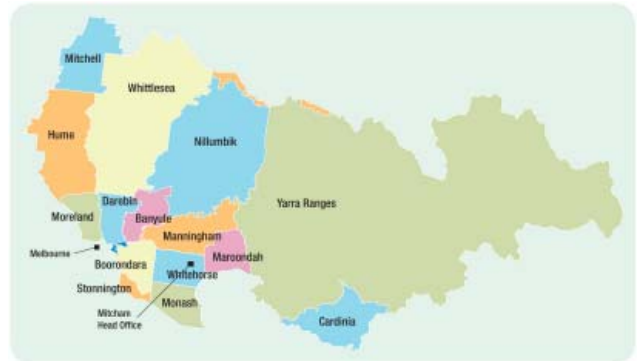 Mitchell
Whittlesea
Hume
Nillumbik
Darebin
Yarra Ranges
Moreland
Banyule
Manningham
Melbourne
Maroondah
Boorondara
Whitehorse
Stonnington
Monash
Mitcham
Head Office
Cardinia